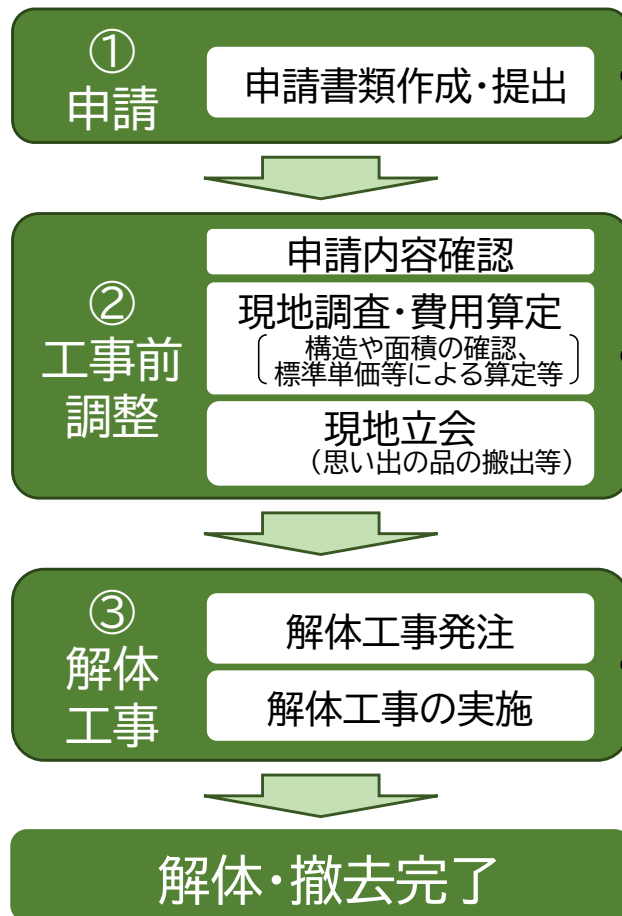 ①
申請
申請書類作成・提出
②
工事前
調整
申請内容確認
現地調査・費用算定
構造や面積の確認、
標準単価等による算定等
現地立会
（思い出の品の搬出等）
③
解体
工事
解体工事発注
解体工事の実施
解体・撤去完了